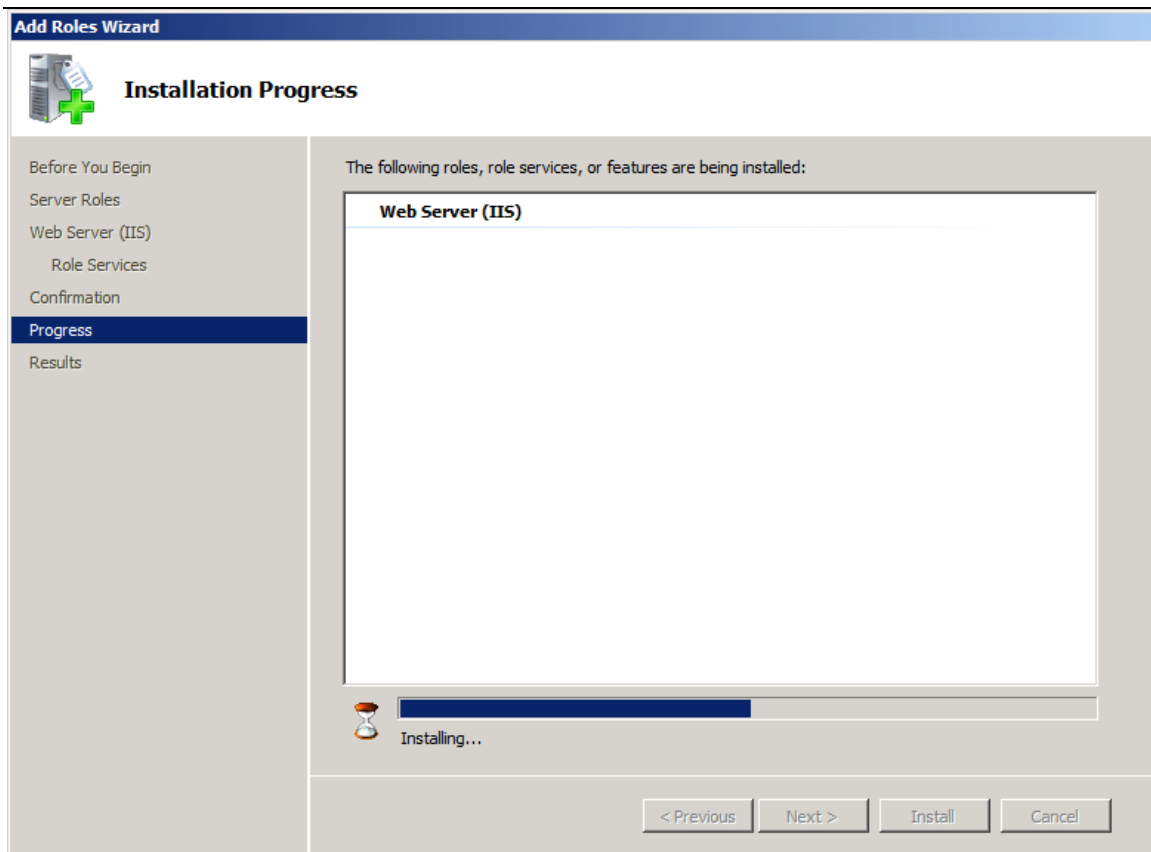 Add Roles Wizard
Installation Progress
Before You Begin
Server Roles
Web Server (IIS)
Role Services
Confirmation
Progress
Results
The following roles, role services, or features are being installed:
Web Server (IIS)
Installing...
< Previous
Next >
Install
Cancel